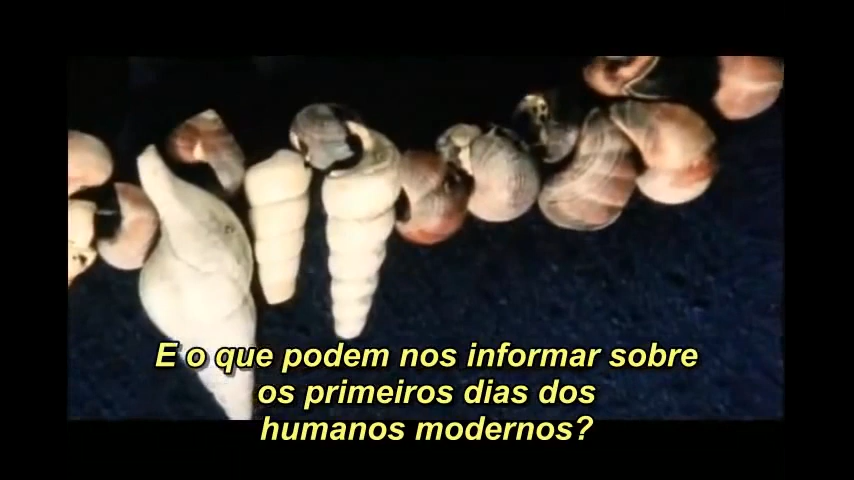 E o que podem nos informar sobre
os primeiros dias dos
humanos modernos?